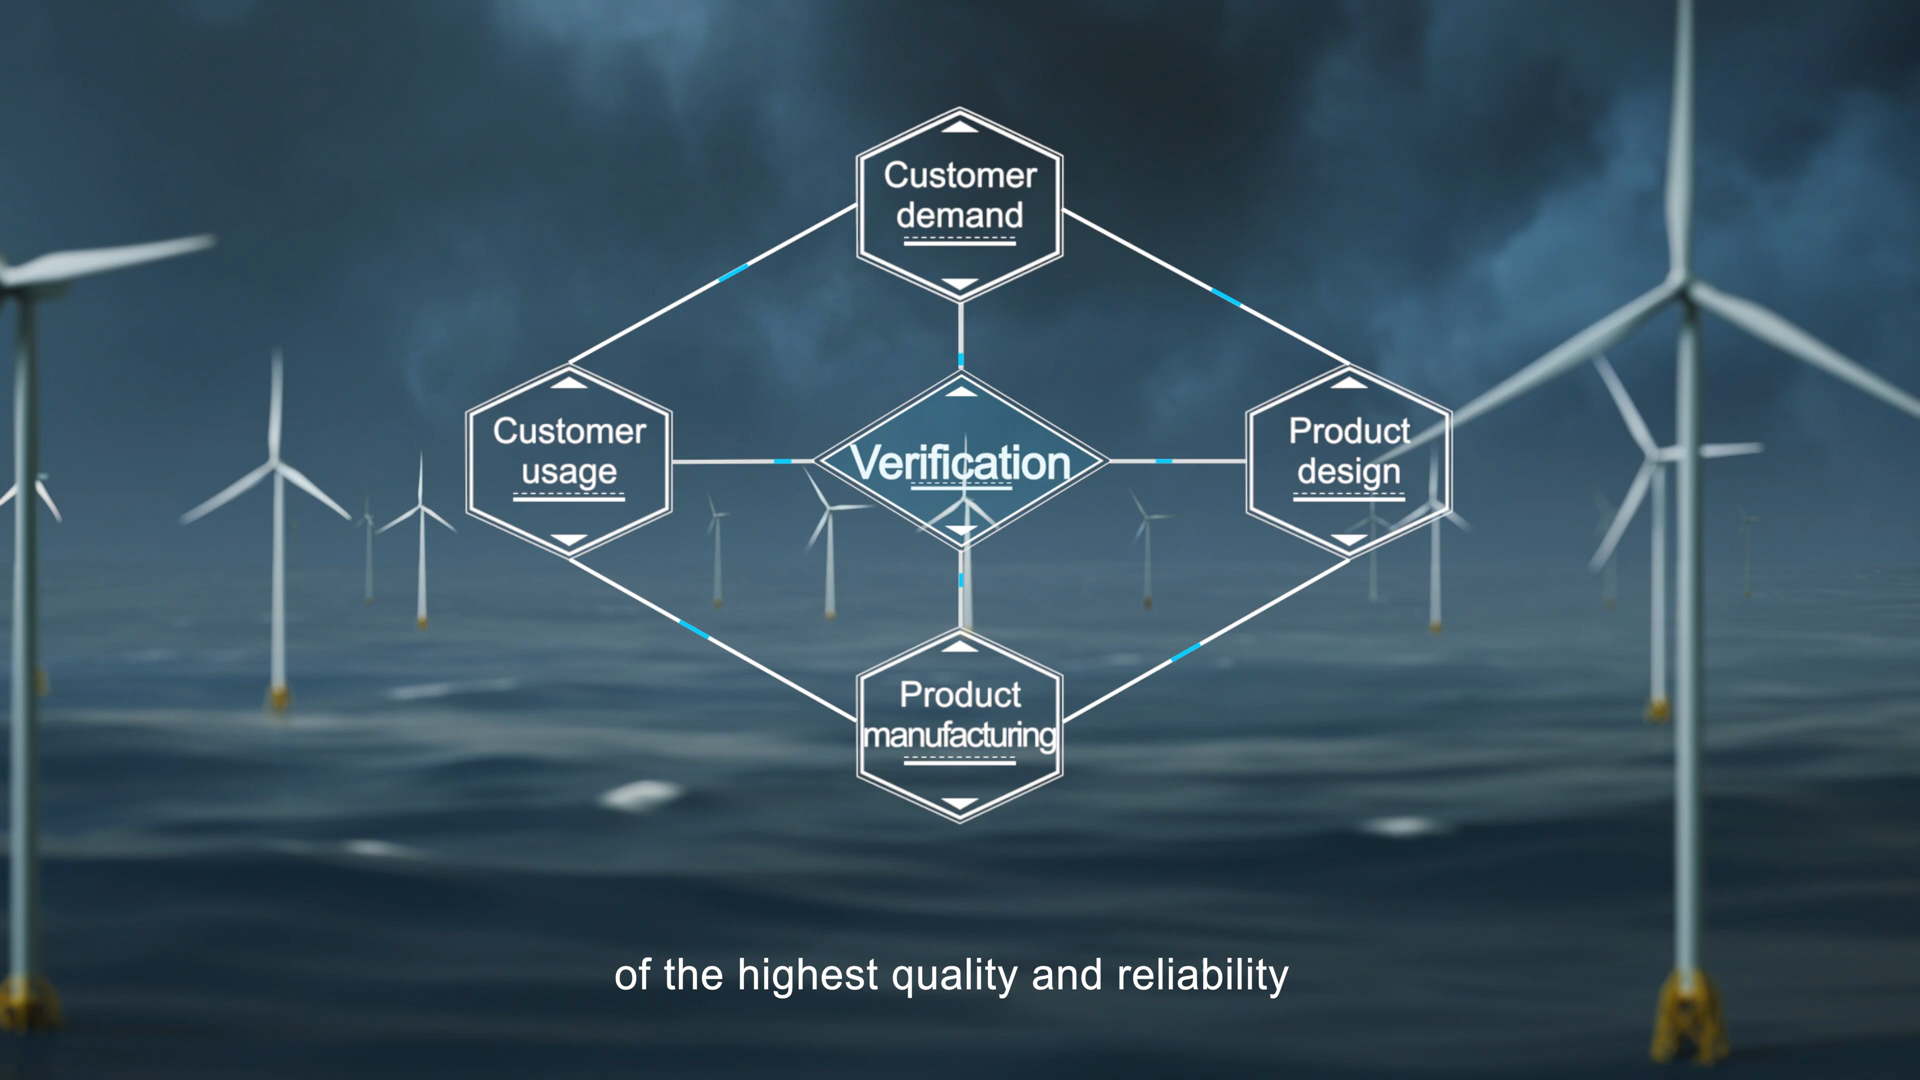 Customer
demand
Customer
usage
Verification
Product
design
Product
manufacturing
of the highest quality and reliability